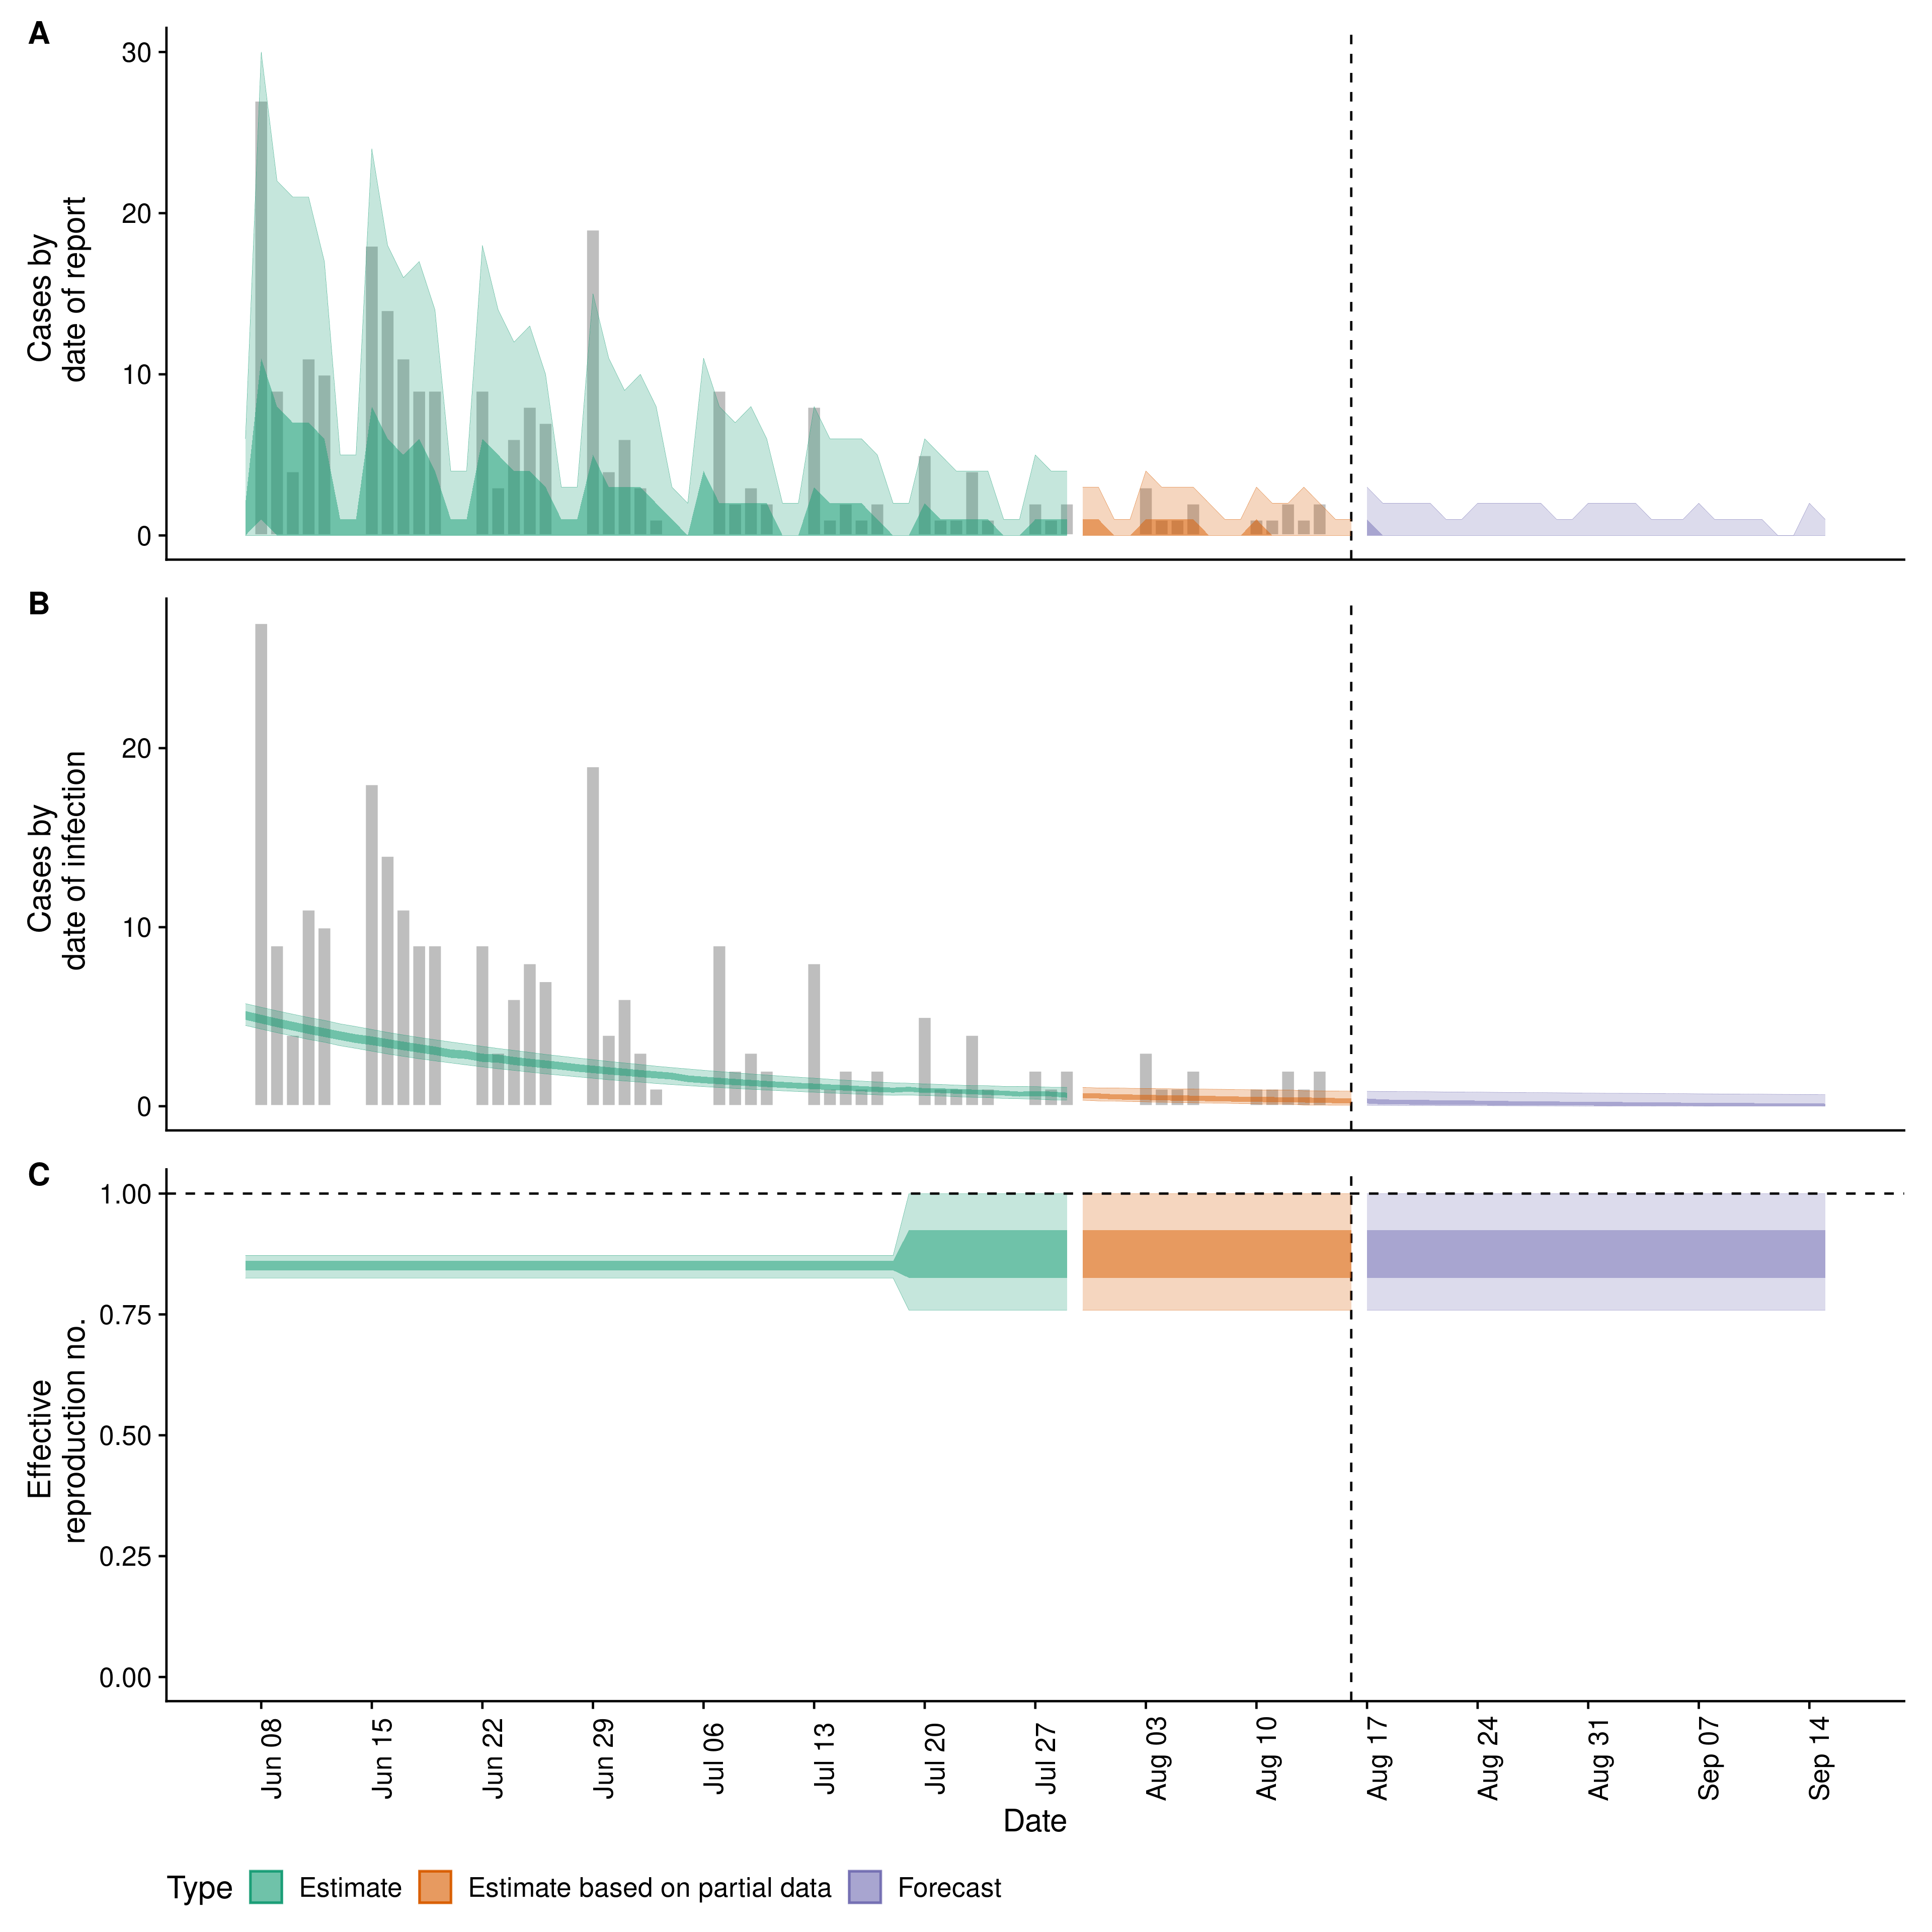 A
Cases by
date of report
30
20
10
0
B
Cases by
date of infection
20
10
0
C
Effective
reproduction no.
1.00
0.75
0.50
0.25
0.00
Jun 08
Jun 15
Jun 22
Jun 29
Jul 06
Jul 13
Jul 20
Jul 27
Aug 03
Aug 10
Aug 17
Aug 24
Aug 31
Sep 07
Sep 14
Date
Type Estimate Estimate based on partial data Forecast